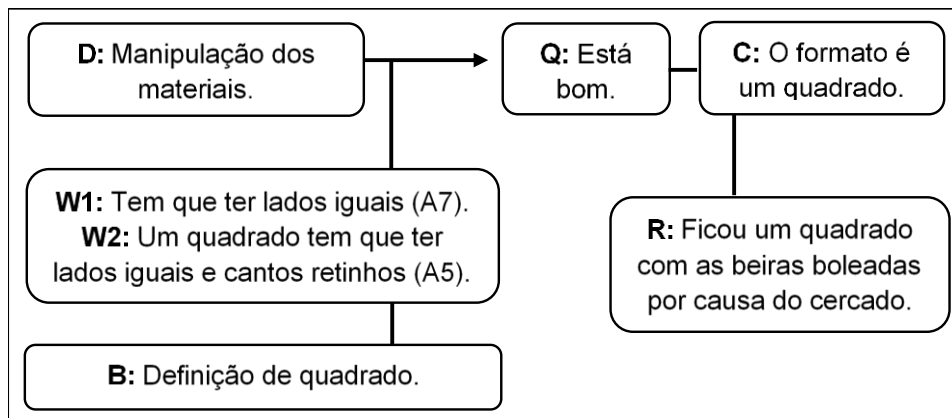 D: Manipulação dos
materiais.
Q: Está
bom.
C: O formato é
um quadrado.
W1: Tem que ter lados iguais (A7).
W2: Um quadrado tem que ter
lados iguais e cantos retinhos (A5).
R: Ficou um quadrado
com as beiras boleadas
por causa do cercado.
B: Definição de quadrado.